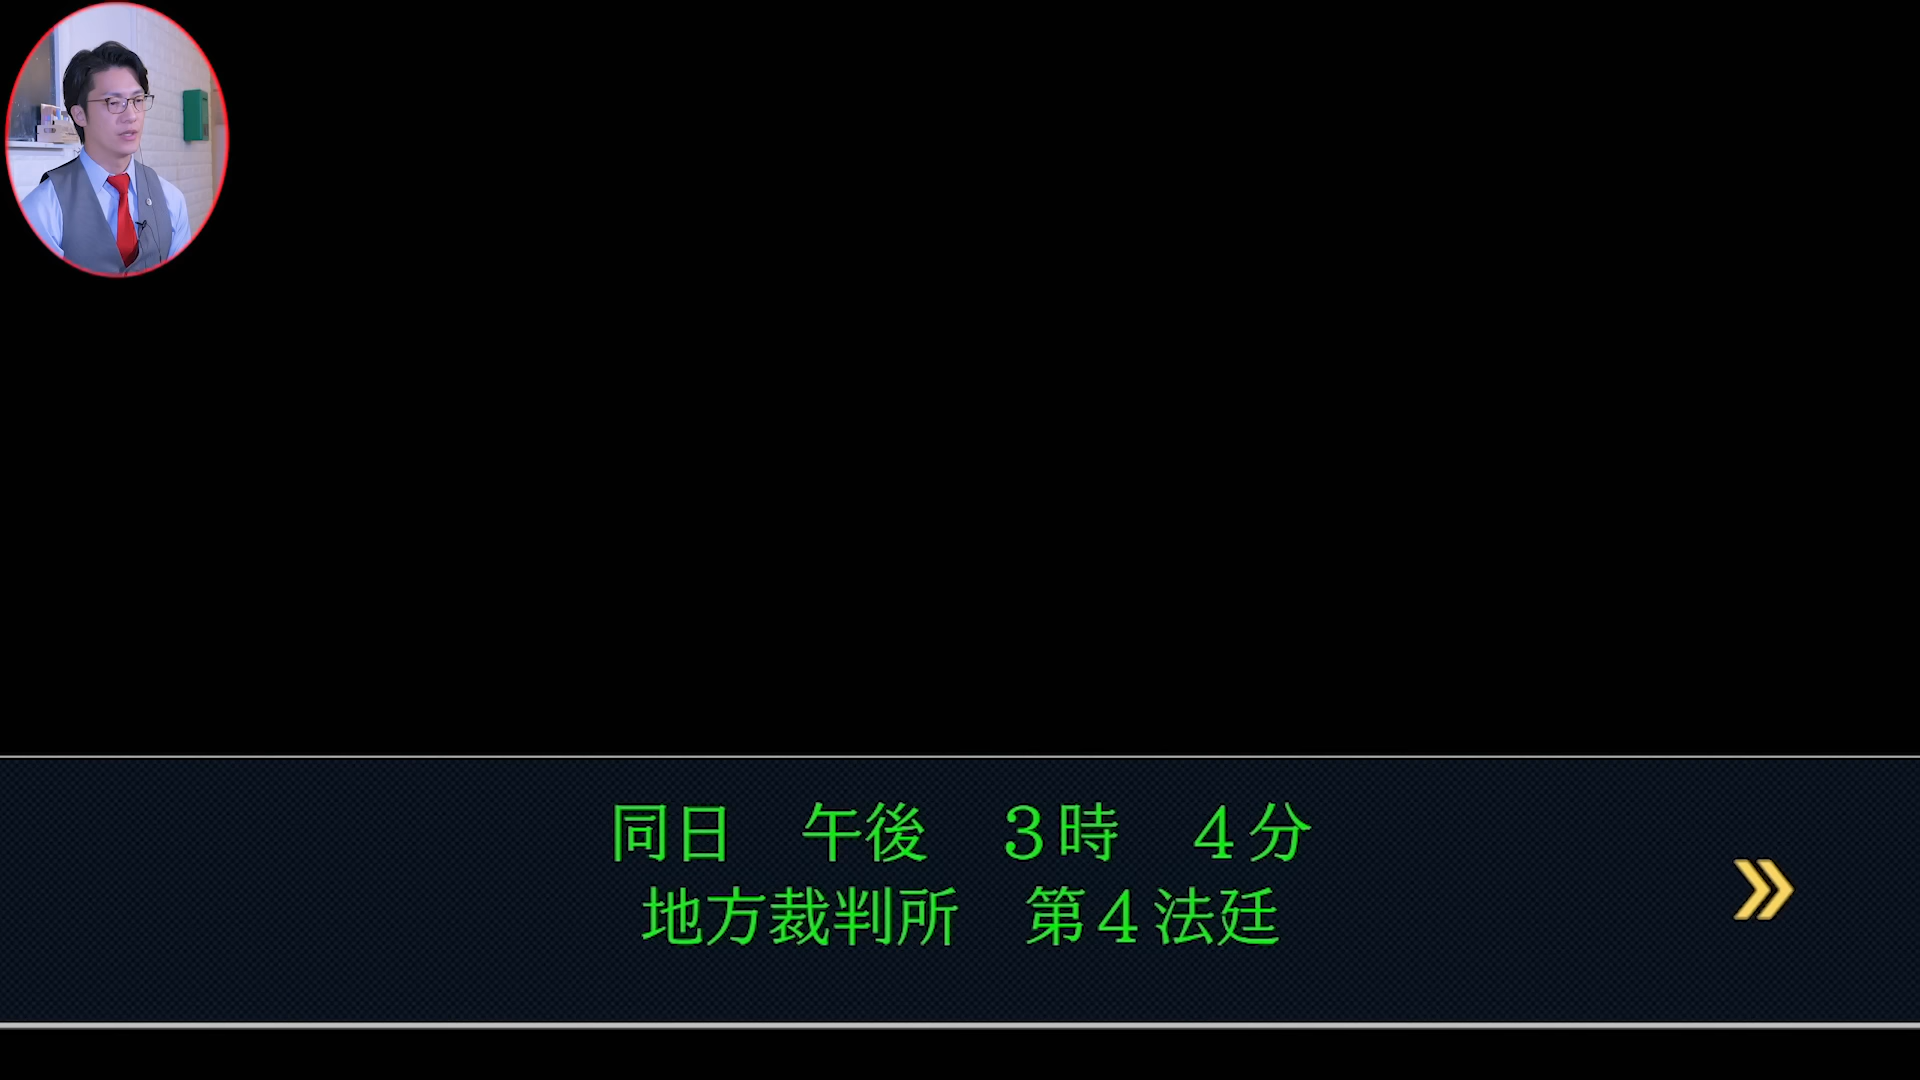 同日　午後　３時　４分
地方裁判所　第４法廷